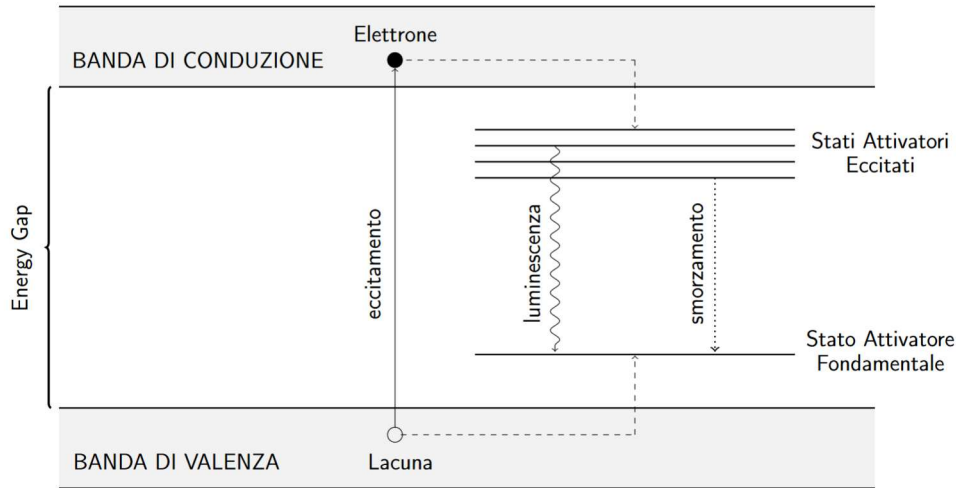 Elettrone
BANDA DI CONDUZIONE
Stati Attivatori
Eccitati
Energy Gap
eccitamento
luminescenza
smorzamento
Stato Attivatore
Fondamentale
BANDA DI VALENZA
Lacuna